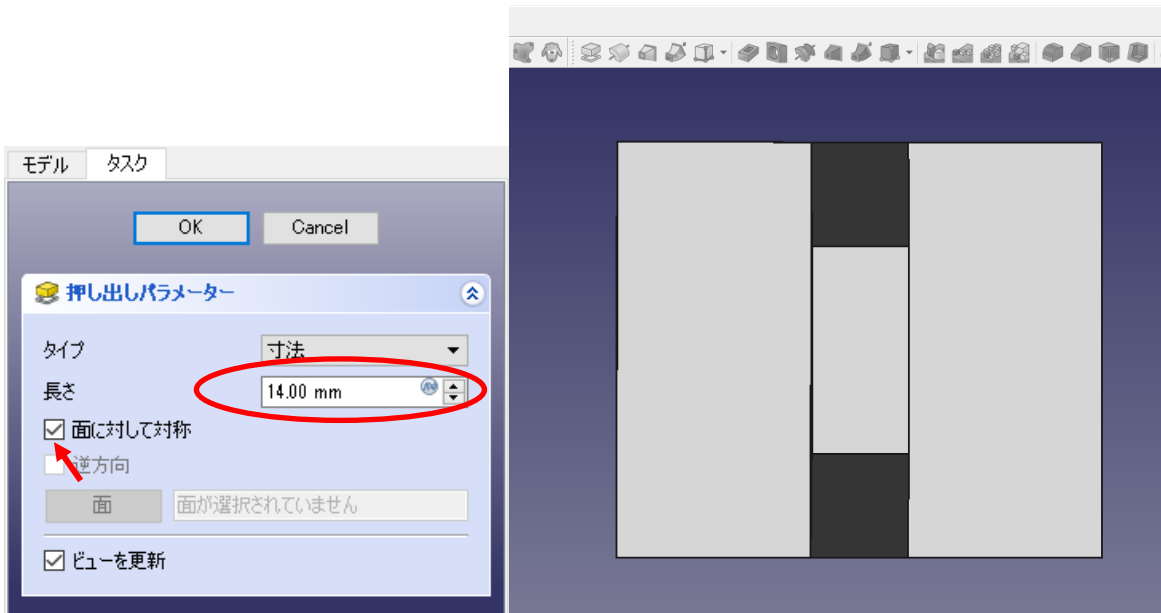 モデル
タスク
OK
Cancel
押し出しパラメーター
タイプ
寸法
長さ
14.00 mm
面に対して対称
逆方向
面
面が選択されていません
ビューを更新